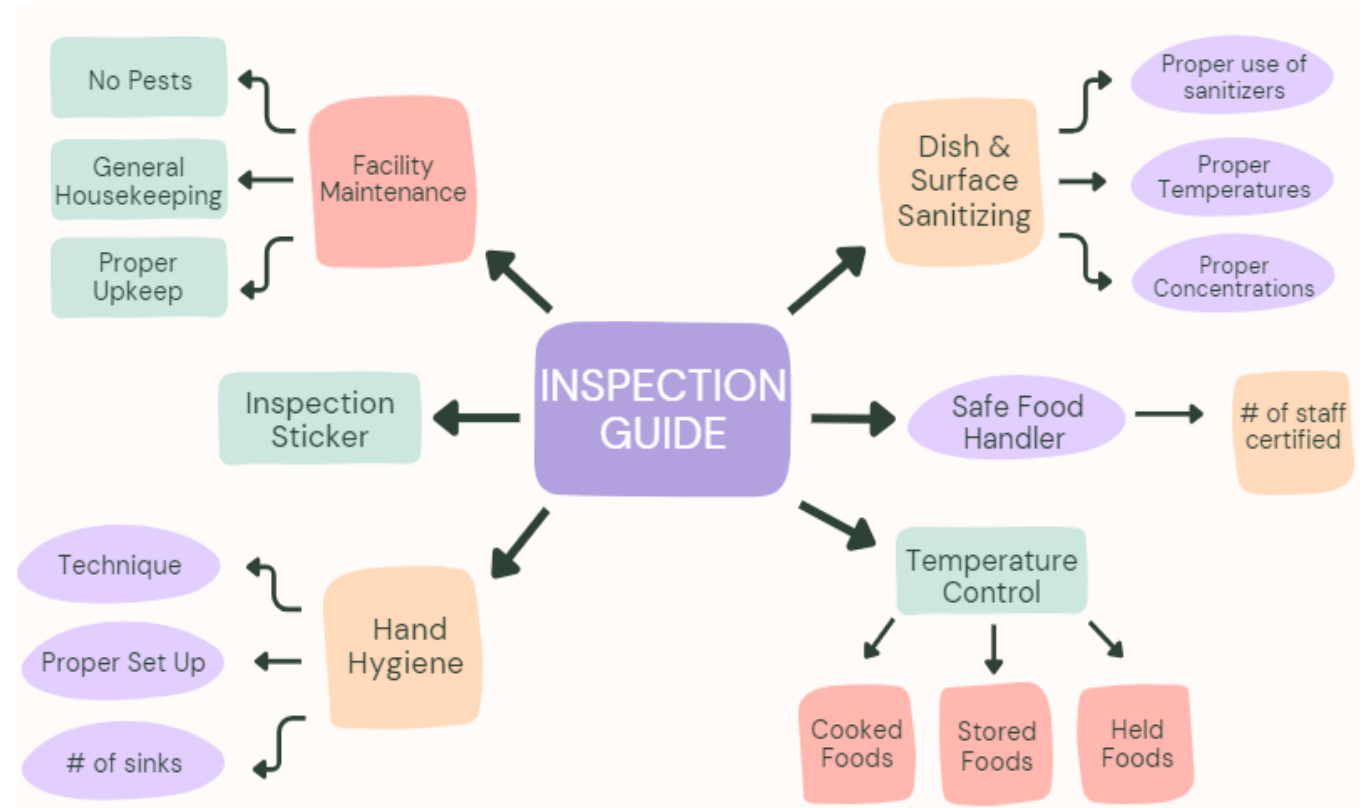 INSPECTION
GUIDE
Facility
Maintenance
No Pests
General
Housekeeping
Proper
Upkeep
Dish &
Surface
Sanitizing
Proper use of
sanitizers
Proper
Temperatures
Proper
Concentrations
Inspection
Sticker
Safe Food
Handler
# of staff
certified
Hand
Hygiene
Technique
Proper Set Up
# of sinks
Temperature
Control
Cooked
Foods
Stored
Foods
Held
Foods